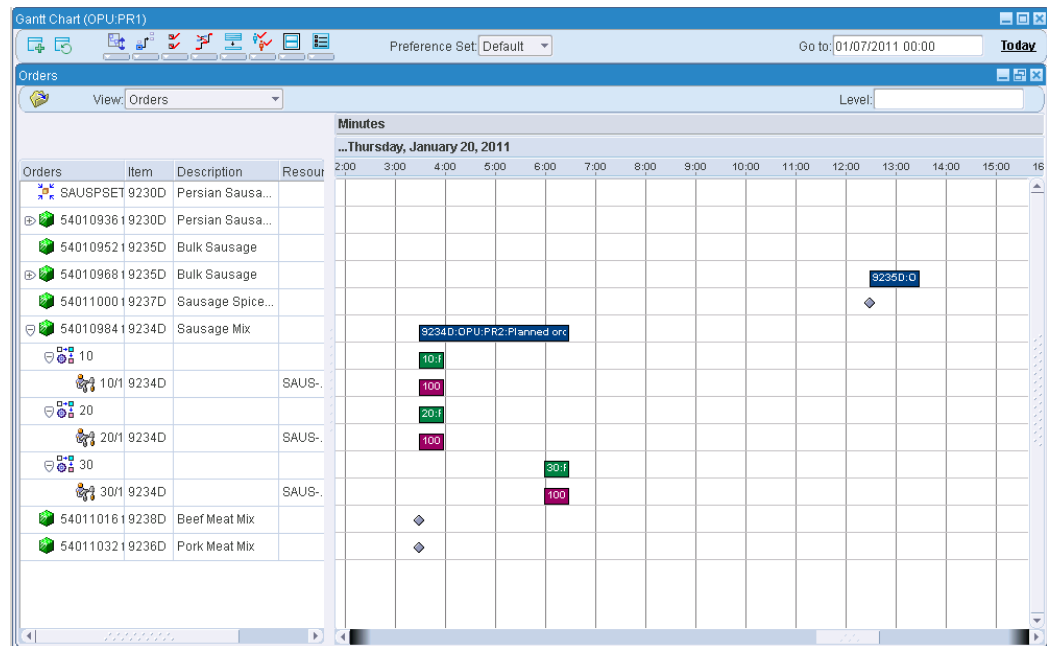 Gantt Chart (OPU:PR1)
Preference Set: Default Go to: 01/07/2011 00:00 Today
Orders
View: Orders Level:
Minutes
...Thursday, January 20, 2011
Orders Item Description Resour 2:00 3:00 4:00 5:00 6:00 7:00 8:00 9:00 10:00 11:00 12:00 13:00 14:00 15:00 16
SAUSPSET 9230D Persian Sausa...
54010936 9230D Persian Sausa...
54010952 9235D Bulk Sausage
54010968 9235D Bulk Sausage 9235D:O
54011000 9237D Sausage Spice...
54010984 9234D Sausage Mix 9234D:OPU:PR2:Planned orc
10 10:F
10/1 9234D SAUS-. 100
20 20:F
20/1 9234D SAUS-. 100
30 30:F
30/1 9234D SAUS-. 100
54011016 9238D Beef Meat Mix
54011032 9236D Pork Meat Mix